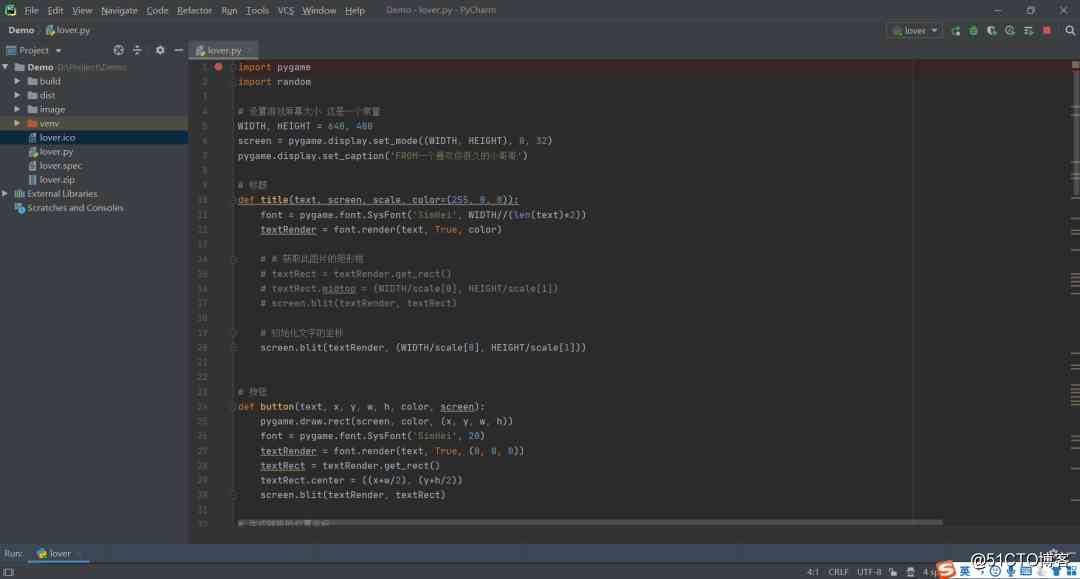 File Edit View Navigate Code Refactor Run Tools VCS Window Help Demo - lover.py - PyCharm
Demo lover.py lover
Project lover.py
Demo D:\Project\Demo
build
dist
image
venv
lover.ico
lover.py
lover.spec
lover.zip
External Libraries
Scratches and Consoles
1 import pygame
2 import random
3
4 # 设置游戏屏幕大小 这是一个常量
5 WIDTH, HEIGHT = 640, 480
6 screen = pygame.display.set_mode((WIDTH, HEIGHT), 0, 32)
7 pygame.display.set_caption('FROM一个喜欢你很久的小哥哥')
8
9 # 标题
10 def title(text, screen, scale, color=(255, 0, 0)):
11 font = pygame.font.SysFont('SimHei', WIDTH//(len(text)*2))
12 textRender = font.render(text, True, color)
13
14 # # 获取此图片的矩形框
15 # textRect = textRender.get_rect()
16 # textRect.midtop = (WIDTH/scale[0], HEIGHT/scale[1])
17 # screen.blit(textRender, textRect)
18
19 # 初始化文字的坐标
20 screen.blit(textRender, (WIDTH/scale[0], HEIGHT/scale[1]))
21
22
23 # 按钮
24 def button(text, x, y, w, h, color, screen):
25 pygame.draw.rect(screen, color, (x, y, w, h))
26 font = pygame.font.SysFont('SimHei', 20)
27 textRender = font.render(text, True, (0, 0, 0))
28 textRect = textRender.get_rect()
29 textRect.center = ((x+w/2), (y+h/2))
30 screen.blit(textRender, textRect)
31
32
Run: lover
4:1 CRLF UTF-8 4 sp
英
@51CTO博客